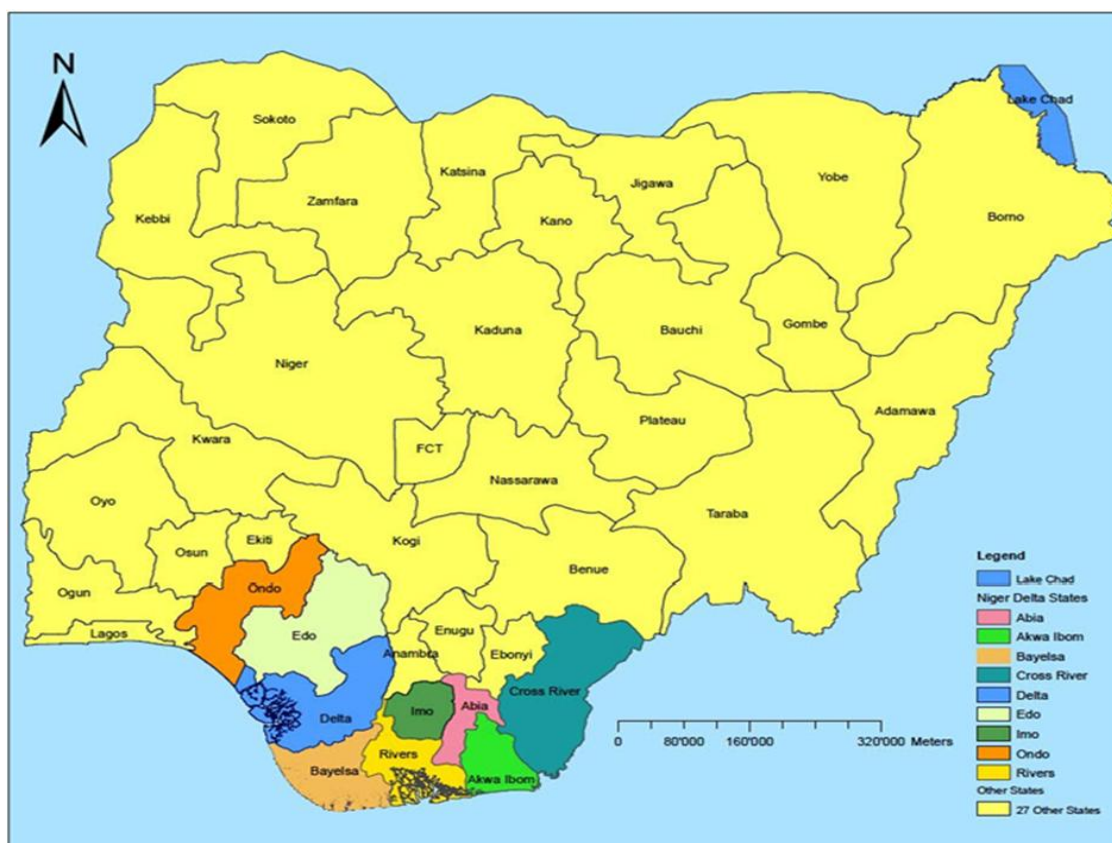 N
Lake Chad
Sokoto
Katsina
Jigawa
Yobe
Zamfara
Kano
Kebbi
Borno
Kaduna
Bauchi
Gombe
Niger
Adamawa
Plateau
Kwara
FCT
Nassarawa
Oyo
Taraba
Osun
Ekiti
Kogi
Benue
Ogun
Ōndo
Lagos
Edo
Enugu
Anambra
Ebonyi
Cross River
Abia
Imo
Delta
Rivers
Bayelsa
Akwa Ibom
0 80'000 160'000 320'000 Meters
Legend
Lake Chad
Niger Delta States
Abia
Akwa Ibom
Bayelsa
Cross River
Delta
Edo
Imo
Ondo
Rivers
Other States
27 Other States